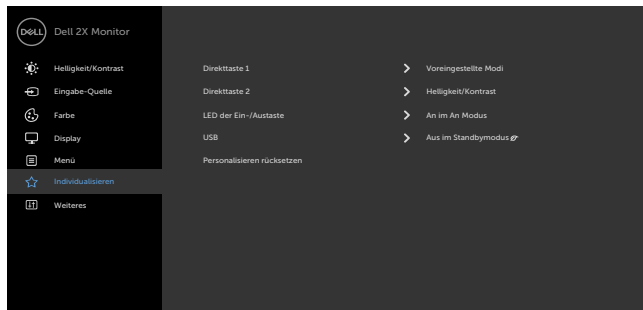 DELL Dell 2X Monitor
Helligkeit/Kontrast
Eingabe-Quelle
Farbe
Display
Menü
Individualisieren
Weiteres
Direkttaste 1 Voreingestellte Modi
Direkttaste 2 Helligkeit/Kontrast
LED der Ein-/Austaste An im An Modus
USB Aus im Standbymodus
Personalisieren rücksetzen